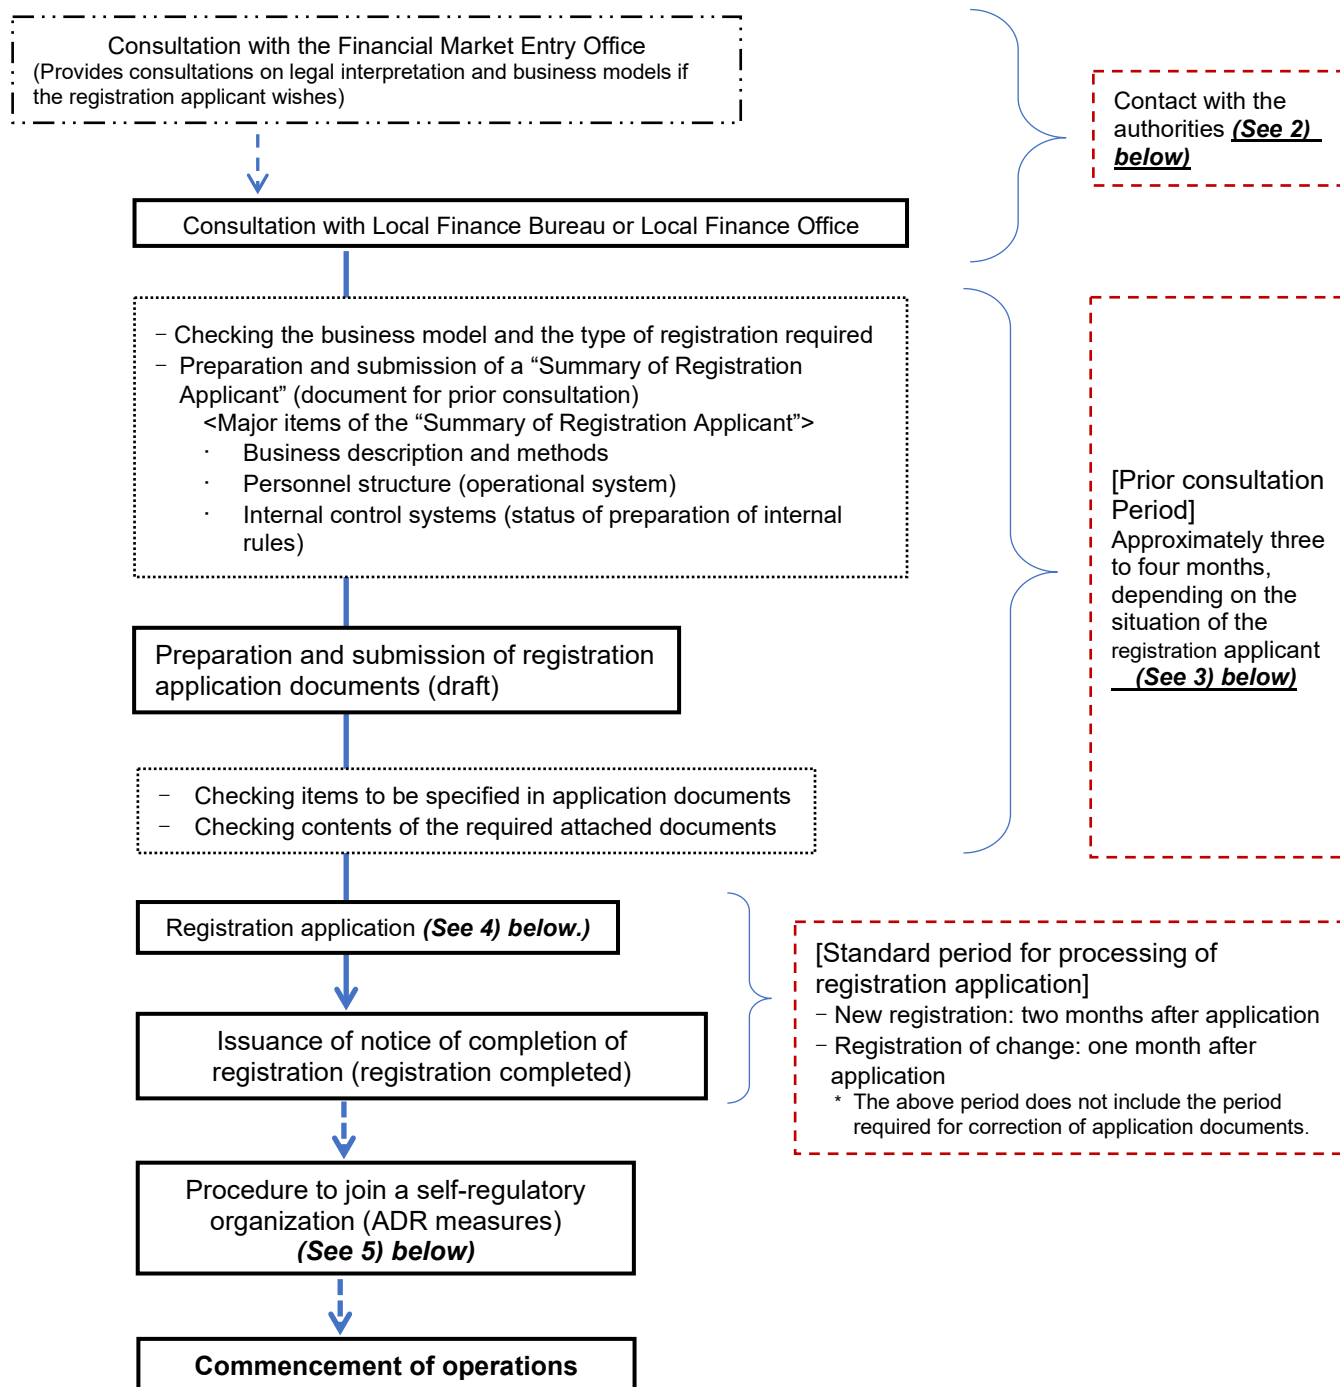 Consultation with the Financial Market Entry Office
(Provides consultations on legal interpretation and business models if
the registration applicant wishes)
Contact with the
authorities (See 2)
below)
Consultation with Local Finance Bureau or Local Finance Office
− Checking the business model and the type of registration required
− Preparation and submission of a “Summary of Registration
Applicant” (document for prior consultation)
<Major items of the “Summary of Registration Applicant”>
· Business description and methods
· Personnel structure (operational system)
· Internal control systems (status of preparation of internal
rules)
[Prior consultation
Period]
Approximately three
to four months,
depending on the
situation of the
registration applicant
(See 3) below)
Preparation and submission of registration
application documents (draft)
− Checking items to be specified in application documents
− Checking contents of the required attached documents
Registration application (See 4) below.)
[Standard period for processing of
registration application]
− New registration: two months after application
− Registration of change: one month after
application
* The above period does not include the period
required for correction of application documents.
Issuance of notice of completion of
registration (registration completed)
Procedure to join a self-regulatory
organization (ADR measures)
(See 5) below)
Commencement of operations